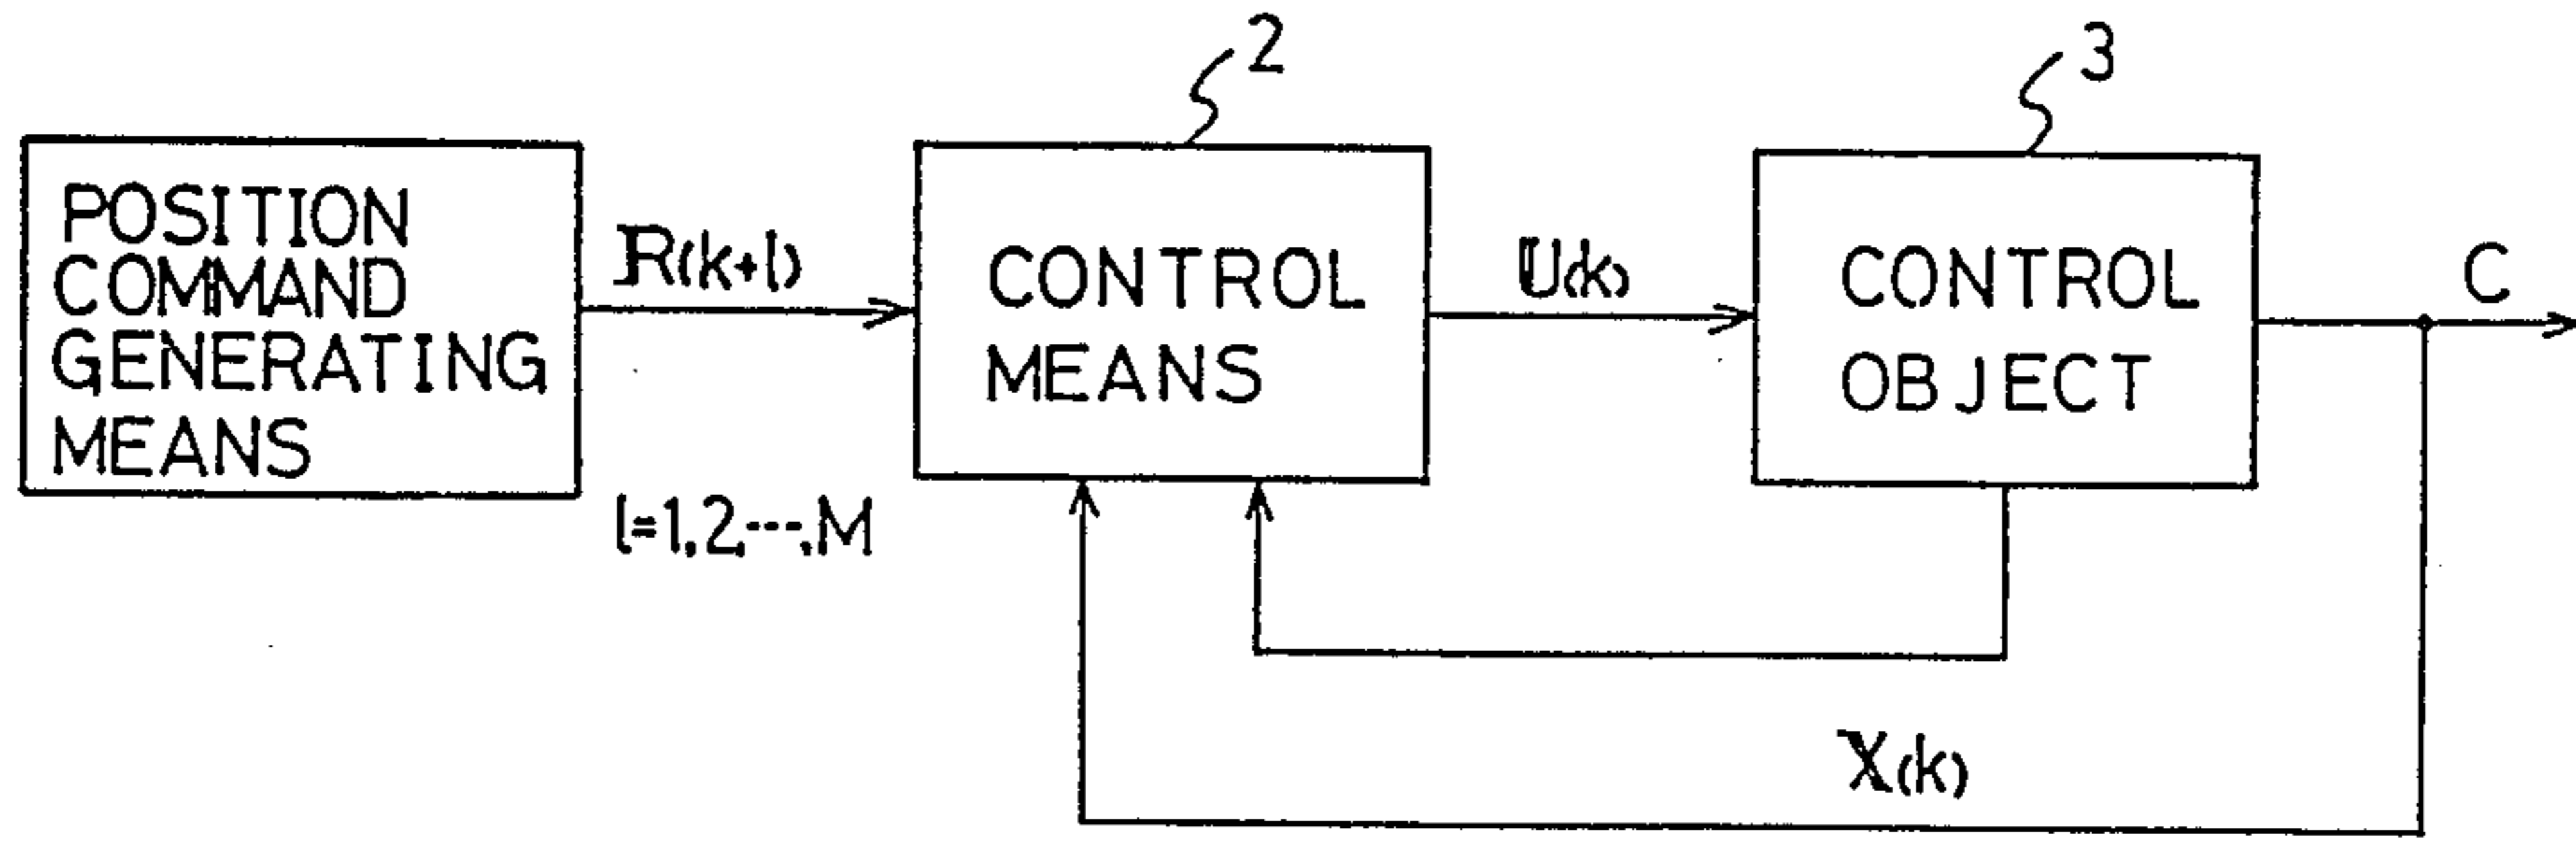 2
3
POSITION
COMMAND
GENERATING
MEANS
R(k+l)
l=1,2,---,M
CONTROL
MEANS
U(k)
CONTROL
OBJECT
C
X(k)